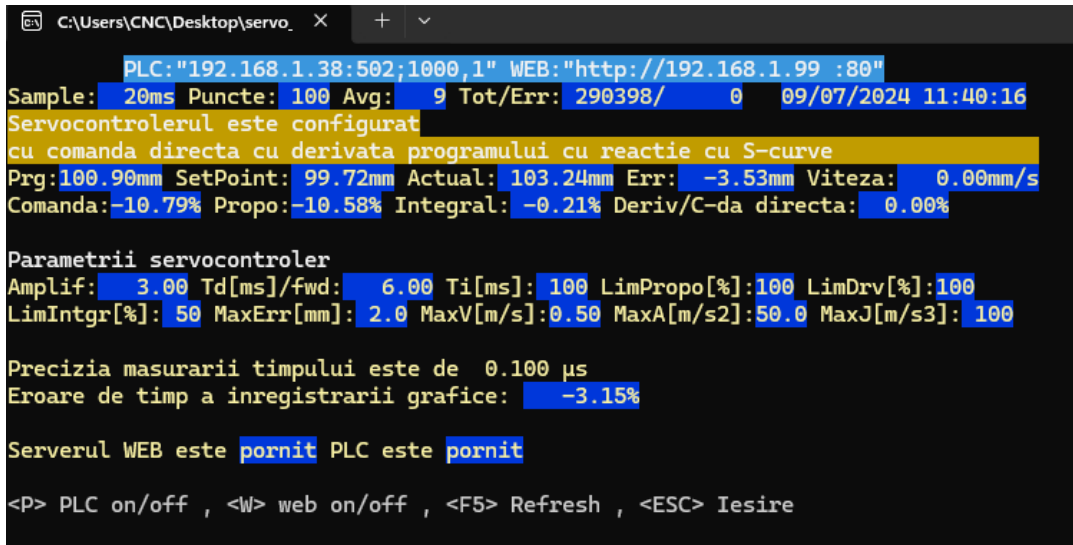 C:\Users\CNC\Desktop\servo_
PLC:"192.168.1.38:502;1000,1" WEB:"http://192.168.1.99 :80"
Sample: 20ms Puncte: 100 Avg: 9 Tot/Err: 290398/ 0 09/07/2024 11:40:16
Servocontrolerul este configurat
cu comanda directa cu derivata programului cu reactie cu S-curve
Prg:100.90mm SetPoint: 99.72mm Actual: 103.24mm Err: -3.53mm Viteza: 0.00mm/s
Comanda:-10.79% Propo:-10.58% Integral: -0.21% Deriv/C-da directa: 0.00%
Parametrii servocontroler
Amplif: 3.00 Td[ms]/fwd: 6.00 Ti[ms]: 100 LimPropo[%]:100 LimDrv[%]:100
LimIntgr[%]: 50 MaxErr[mm]: 2.0 MaxV[m/s]:0.50 MaxA[m/s2]:50.0 MaxJ[m/s3]: 100
Precizia masurarii timpului este de 0.100 µs
Eroare de timp a inregistrarii grafice: -3.15%
Serverul WEB este pornit PLC este pornit
<P> PLC on/off , <W> web on/off , <F5> Refresh , <ESC> Iesire